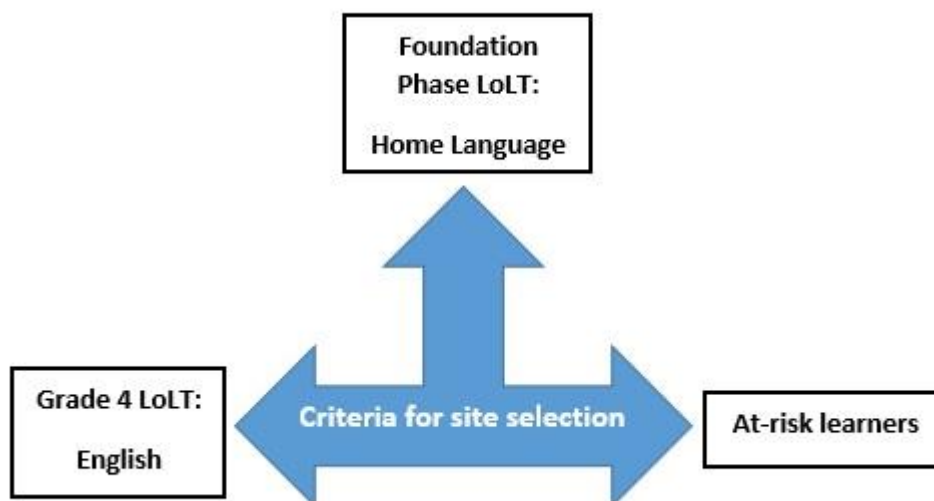 Foundation
Phase LoLT:
Home Language
Grade 4 LoLT:
English
Criteria for site selection
At-risk learners